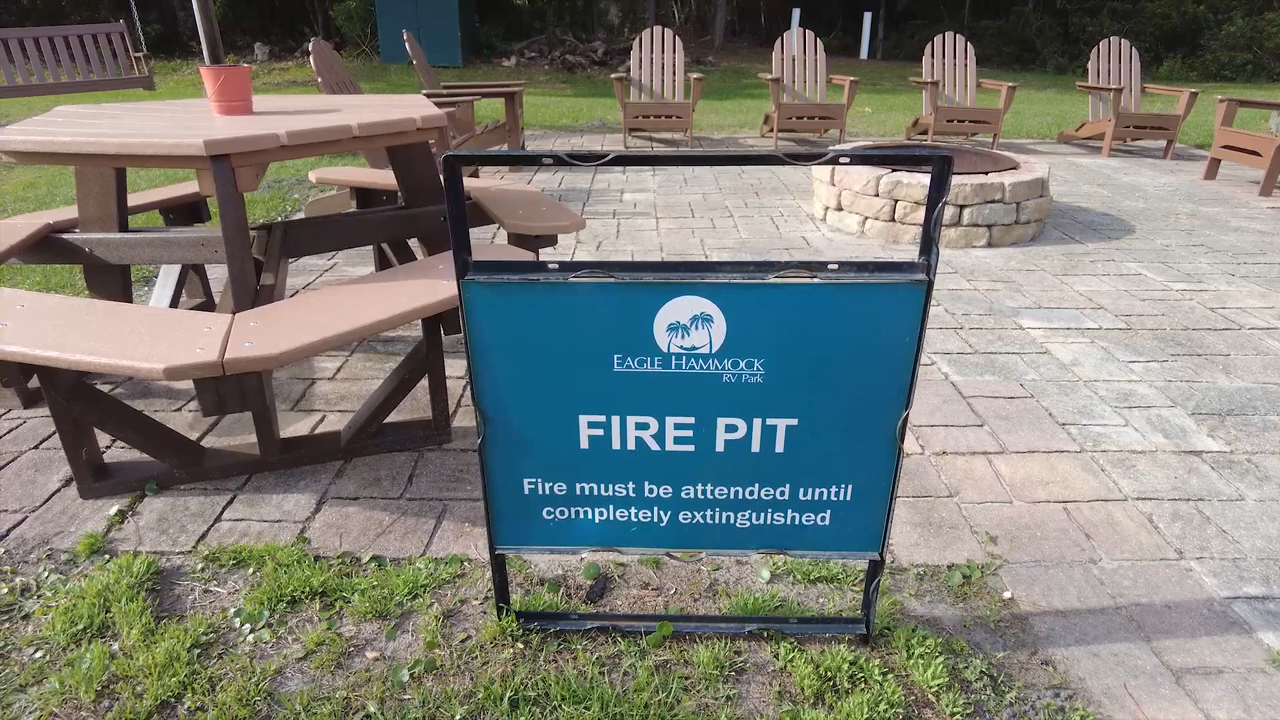 EAGLE HAMMOCK
RV PARK
FIRE PIT
Fire must be attended until
completely extinguished